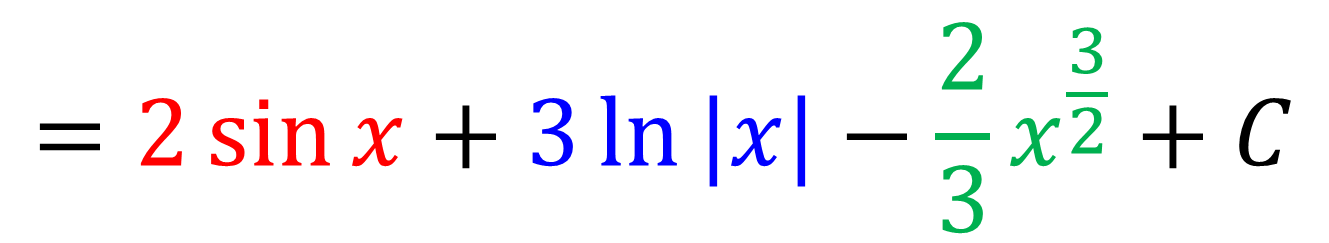 = 2 sin x + 3 ln |x| − 2/3 x^(3/2) + C